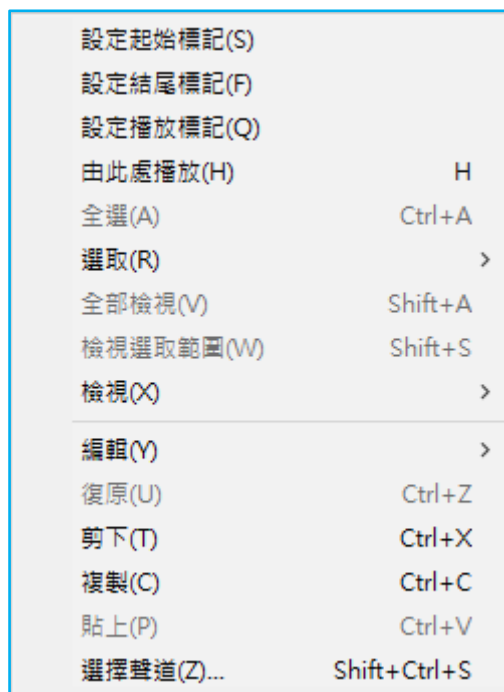 設定起始標記(S)
設定結尾標記(F)
設定播放標記(Q)
由此處播放(H) H
全選(A) Ctrl+A
選取(R)
全部檢視(V) Shift+A
檢視選取範圍(W) Shift+S
檢視(X)
編輯(Y)
復原(U) Ctrl+Z
剪下(T) Ctrl+X
複製(C) Ctrl+C
貼上(P) Ctrl+V
選擇聲道(Z)... Shift+Ctrl+S